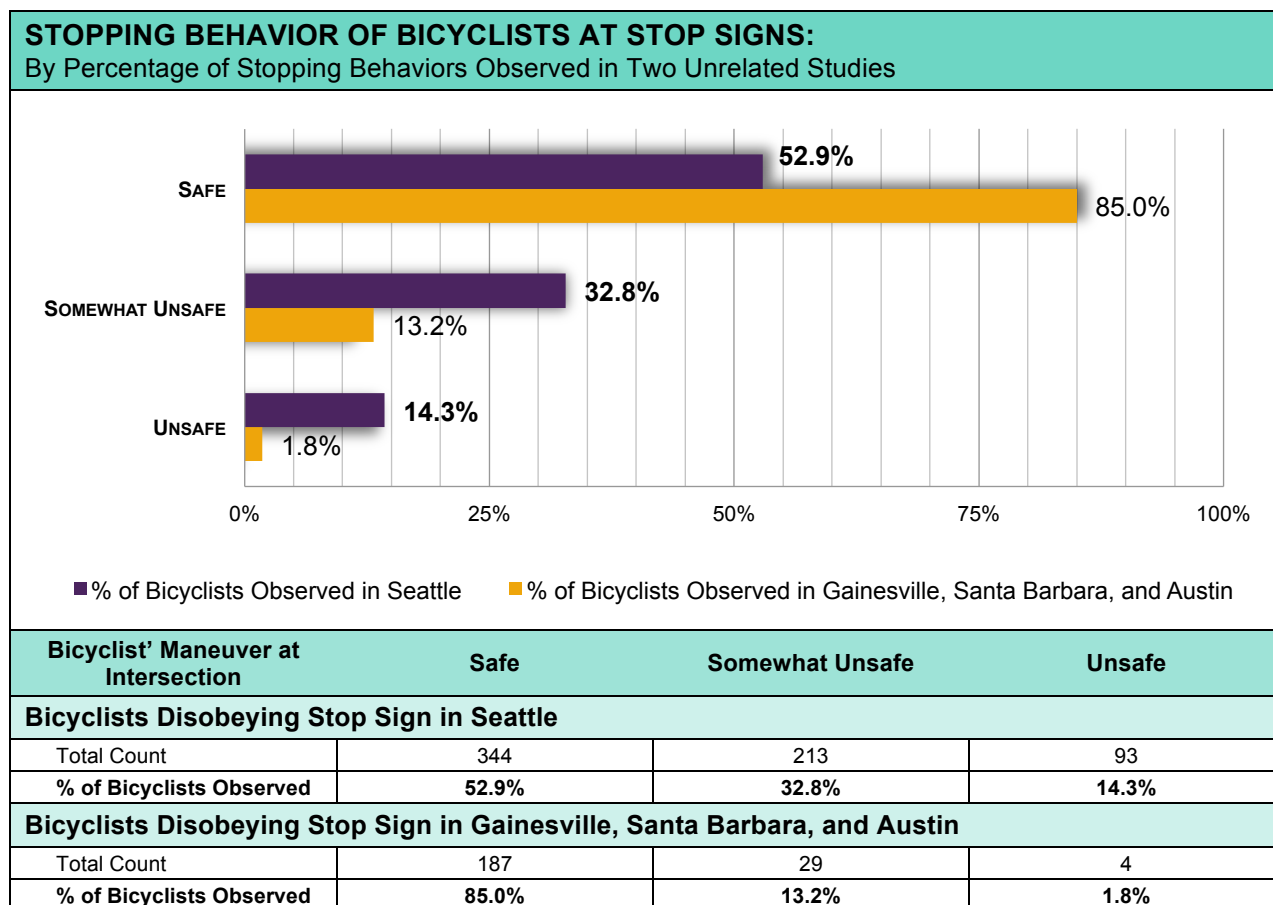 STOPPING BEHAVIOR OF BICYCLISTS AT STOP SIGNS:
By Percentage of Stopping Behaviors Observed in Two Unrelated Studies
SAFE
52.9%
85.0%
SOMEWHAT UNSAFE
32.8%
13.2%
UNSAFE
14.3%
1.8%
0% 25% 50% 75% 100%
% of Bicyclists Observed in Seattle % of Bicyclists Observed in Gainesville, Santa Barbara, and Austin
Bicyclist’ Maneuver at
Intersection
Safe Somewhat Unsafe Unsafe
Bicyclists Disobeying Stop Sign in Seattle
Total Count 344 213 93
% of Bicyclists Observed 52.9% 32.8% 14.3%
Bicyclists Disobeying Stop Sign in Gainesville, Santa Barbara, and Austin
Total Count 187 29 4
% of Bicyclists Observed 85.0% 13.2% 1.8%